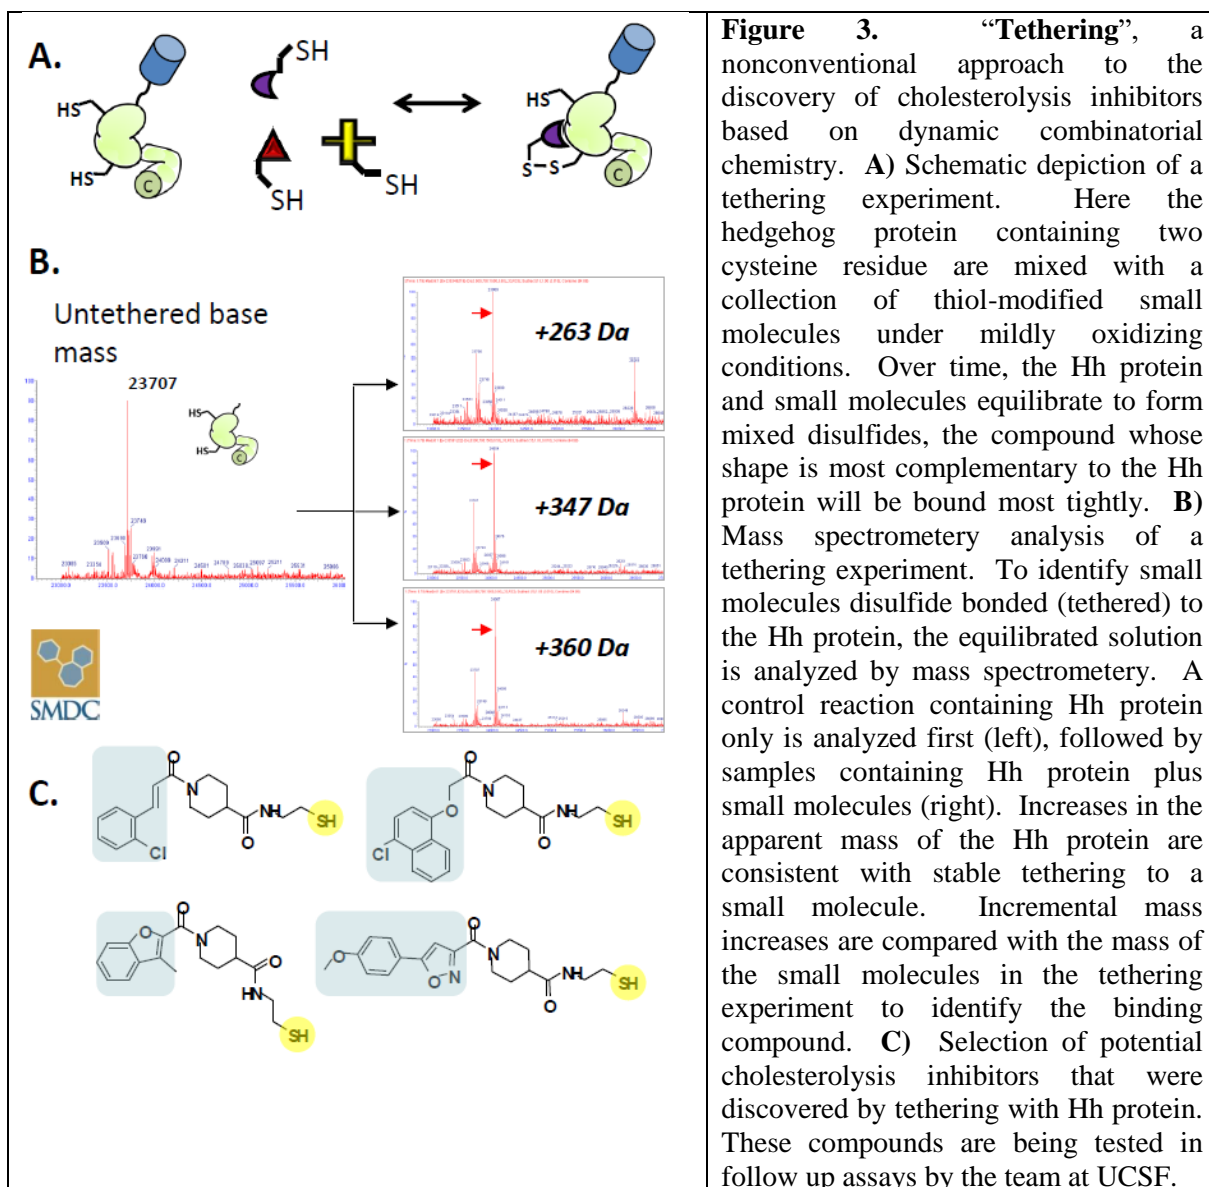 A.
SH
HS
HS
SH
SH
HS
S-S
C
C
B.
Untethered base
mass
23707
HS
HS
C
+263 Da
+347 Da
+360 Da
SMDC
C.
O
N
NH
SH
O
Cl
O
O
N
NH
SH
O
Cl
O
O
N
O
HN
SH
O
O
N
O
N
NH
SH
O
Figure 3. “Tethering”, a
nonconventional approach to the
discovery of cholesterolysis inhibitors
based on dynamic combinatorial
chemistry. A) Schematic depiction of a
tethering experiment. Here the
hedgehog protein containing two
cysteine residue are mixed with a
collection of thiol-modified small
molecules under mildly oxidizing
conditions. Over time, the Hh protein
and small molecules equilibrate to form
mixed disulfides, the compound whose
shape is most complementary to the Hh
protein will be bound most tightly. B)
Mass spectrometery analysis of a
tethering experiment. To identify small
molecules disulfide bonded (tethered) to
the Hh protein, the equilibrated solution
is analyzed by mass spectrometery. A
control reaction containing Hh protein
only is analyzed first (left), followed by
samples containing Hh protein plus
small molecules (right). Increases in the
apparent mass of the Hh protein are
consistent with stable tethering to a
small molecule. Incremental mass
increases are compared with the mass of
the small molecules in the tethering
experiment to identify the binding
compound. C) Selection of potential
cholesterolysis inhibitors that were
discovered by tethering with Hh protein.
These compounds are being tested in
follow up assays by the team at UCSF.